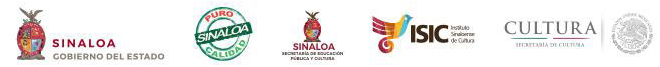 SINALOA
GOBIERNO DEL ESTADO
PURO
SINALOA
CALIDAD
SINALOA
SECRETARÍA DE EDUCACIÓN
PÚBLICA Y CULTURA
ISIC
Instituto
Sinaloense
de Cultura
CULTURA
SECRETARÍA DE CULTURA